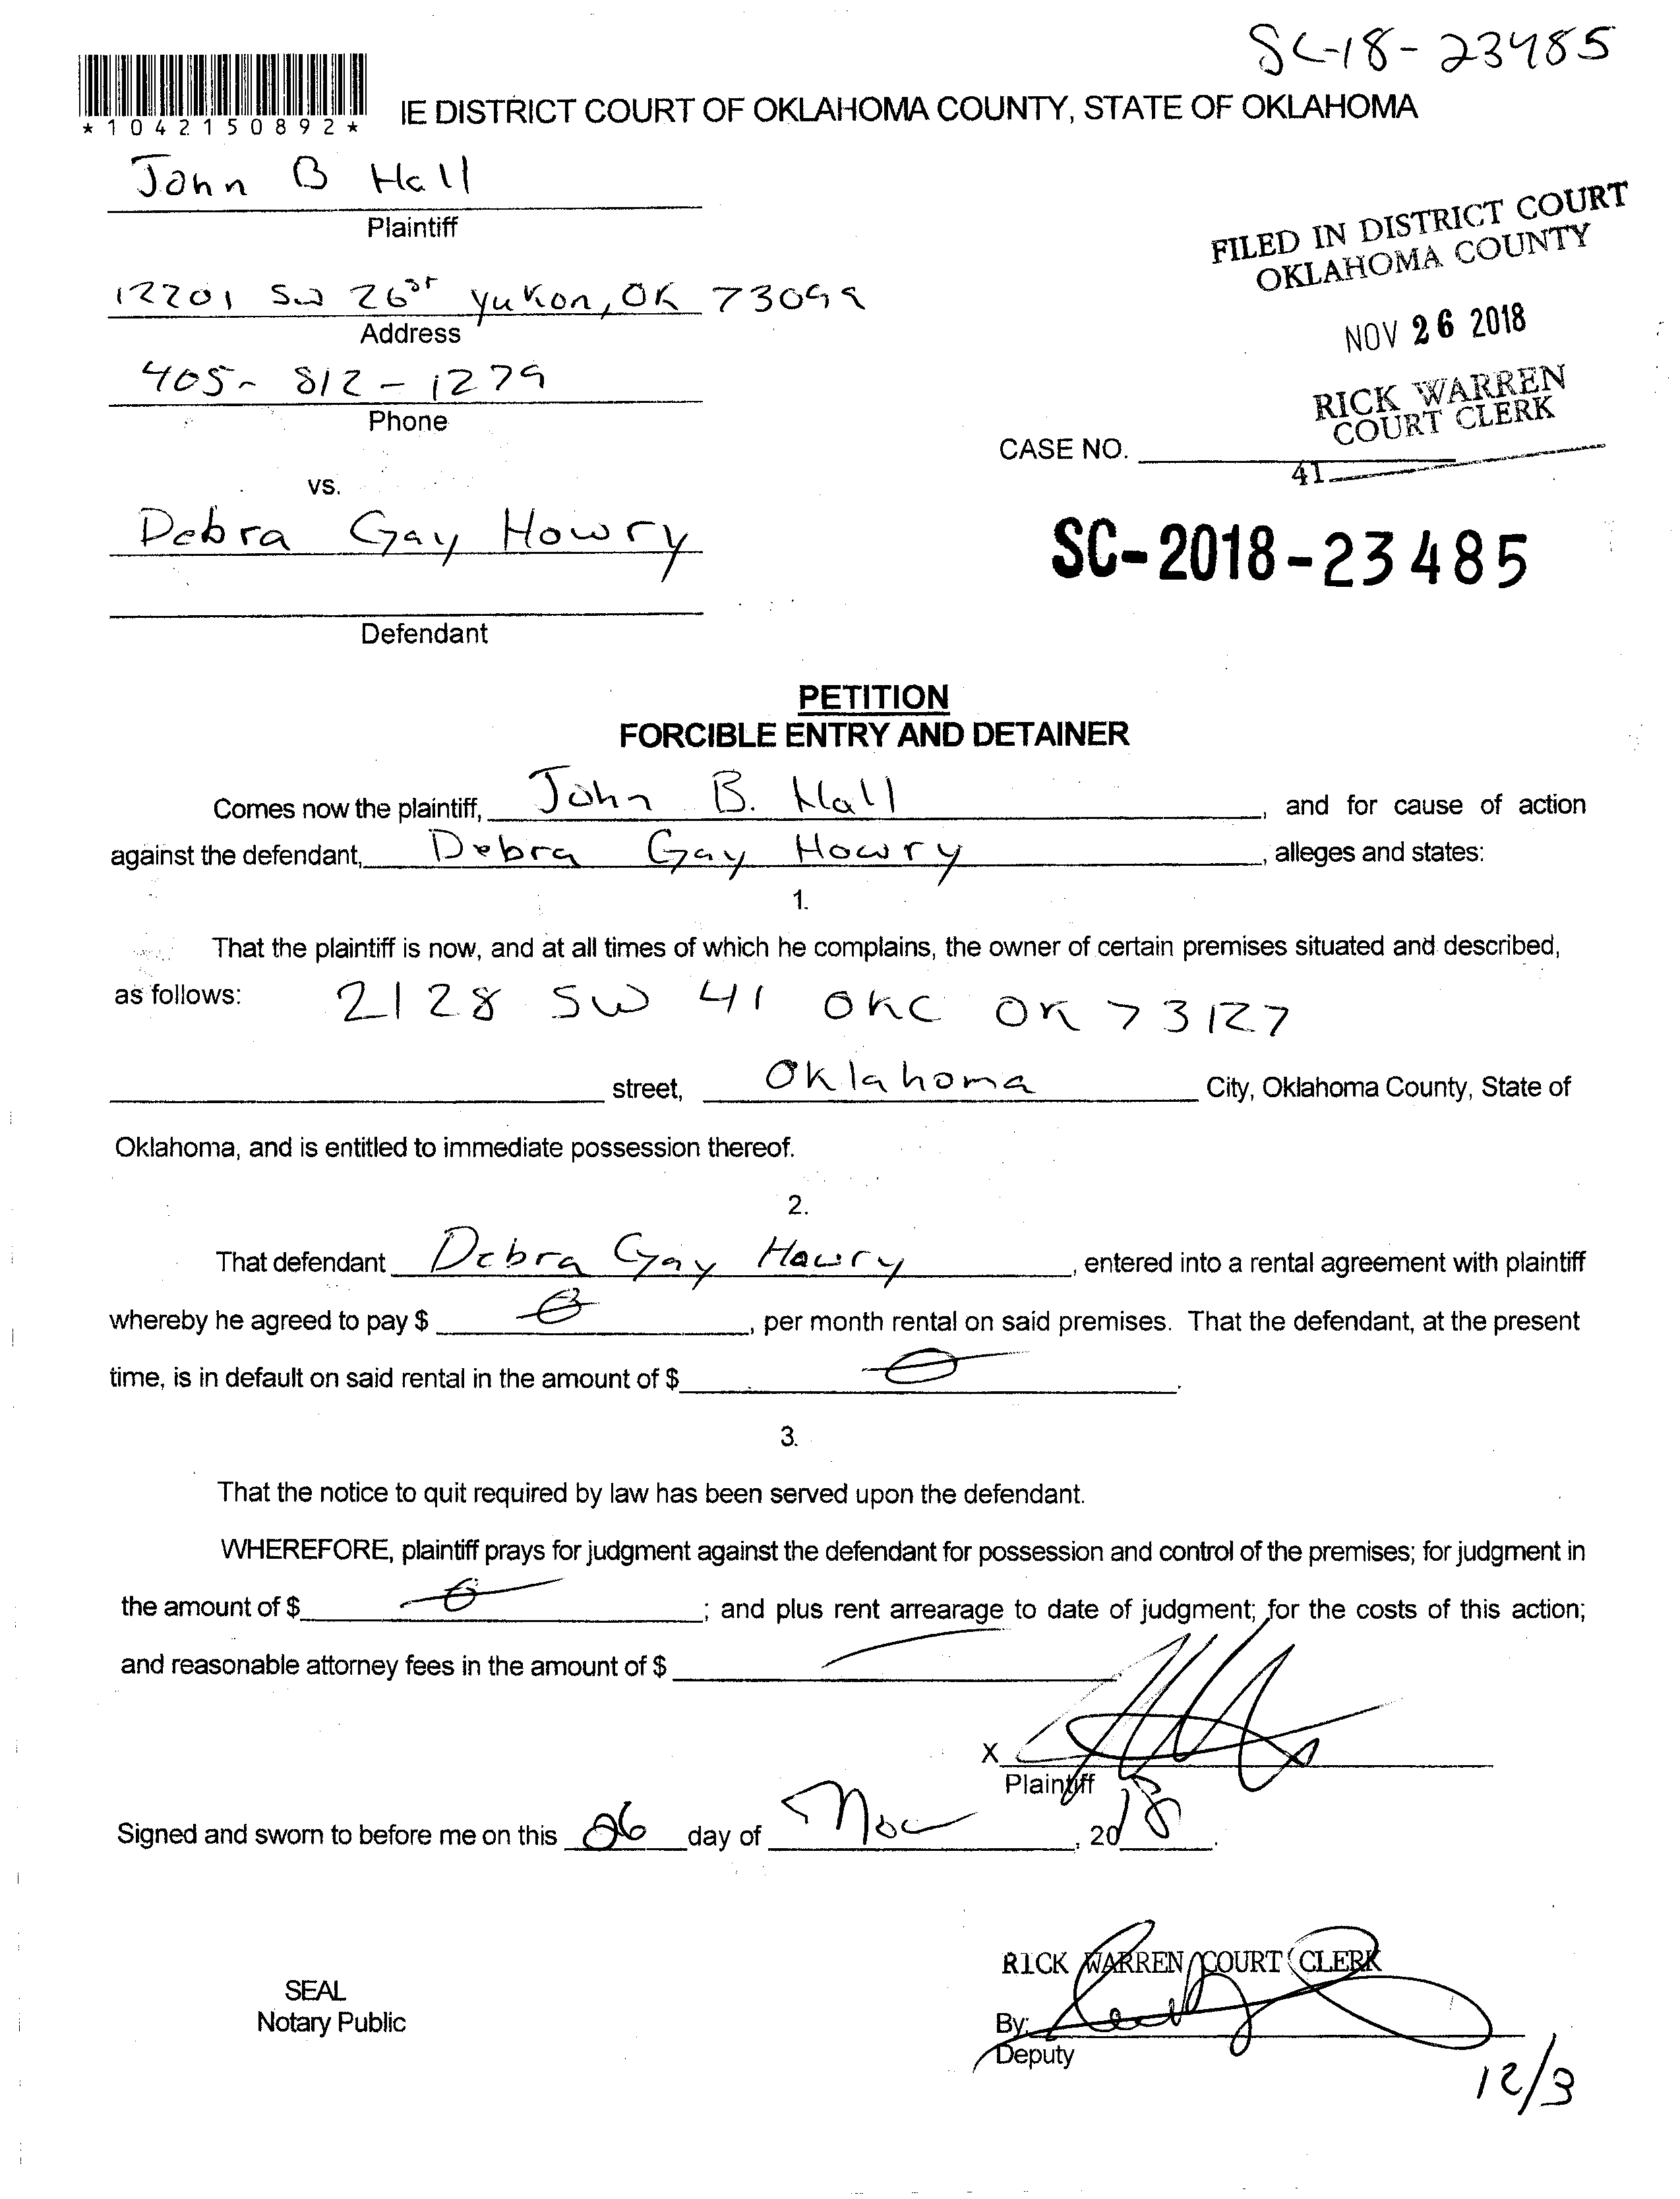 SC-18-23485
*1042150892*
IE DISTRICT COURT OF OKLAHOMA COUNTY, STATE OF OKLAHOMA
John B Hall
Plaintiff
12201 SW 26st Yukon, OK 73099
Address
405-812-1279
Phone
FILED IN DISTRICT COURT
OKLAHOMA COUNTY
NOV 26 2018
RICK WARREN
COURT CLERK
CASE NO.
41
vs.
Debra Gay Howry
SC-2018-23485
Defendant
PETITION
FORCIBLE ENTRY AND DETAINER
Comes now the plaintiff, John B. Hall, and for cause of action
against the defendant, Debra Gay Howry, alleges and states:
1.
That the plaintiff is now, and at all times of which he complains, the owner of certain premises situated and described,
as follows: 2128 SW 41 OKC OK 73127
street, Oklahoma City, Oklahoma County, State of
Oklahoma, and is entitled to immediate possession thereof.
2.
That defendant Debra Gay Howry, entered into a rental agreement with plaintiff
whereby he agreed to pay $ 0, per month rental on said premises. That the defendant, at the present
time, is in default on said rental in the amount of $ 0.
3.
That the notice to quit required by law has been served upon the defendant.
WHEREFORE, plaintiff prays for judgment against the defendant for possession and control of the premises; for judgment in
the amount of $ 0; and plus rent arrearage to date of judgment; for the costs of this action;
and reasonable attorney fees in the amount of $
X
Plaintiff
Signed and sworn to before me on this 26 day of Nov, 2018.
RICK WARREN COURT CLERK
SEAL
Notary Public
By:
Deputy
12/3